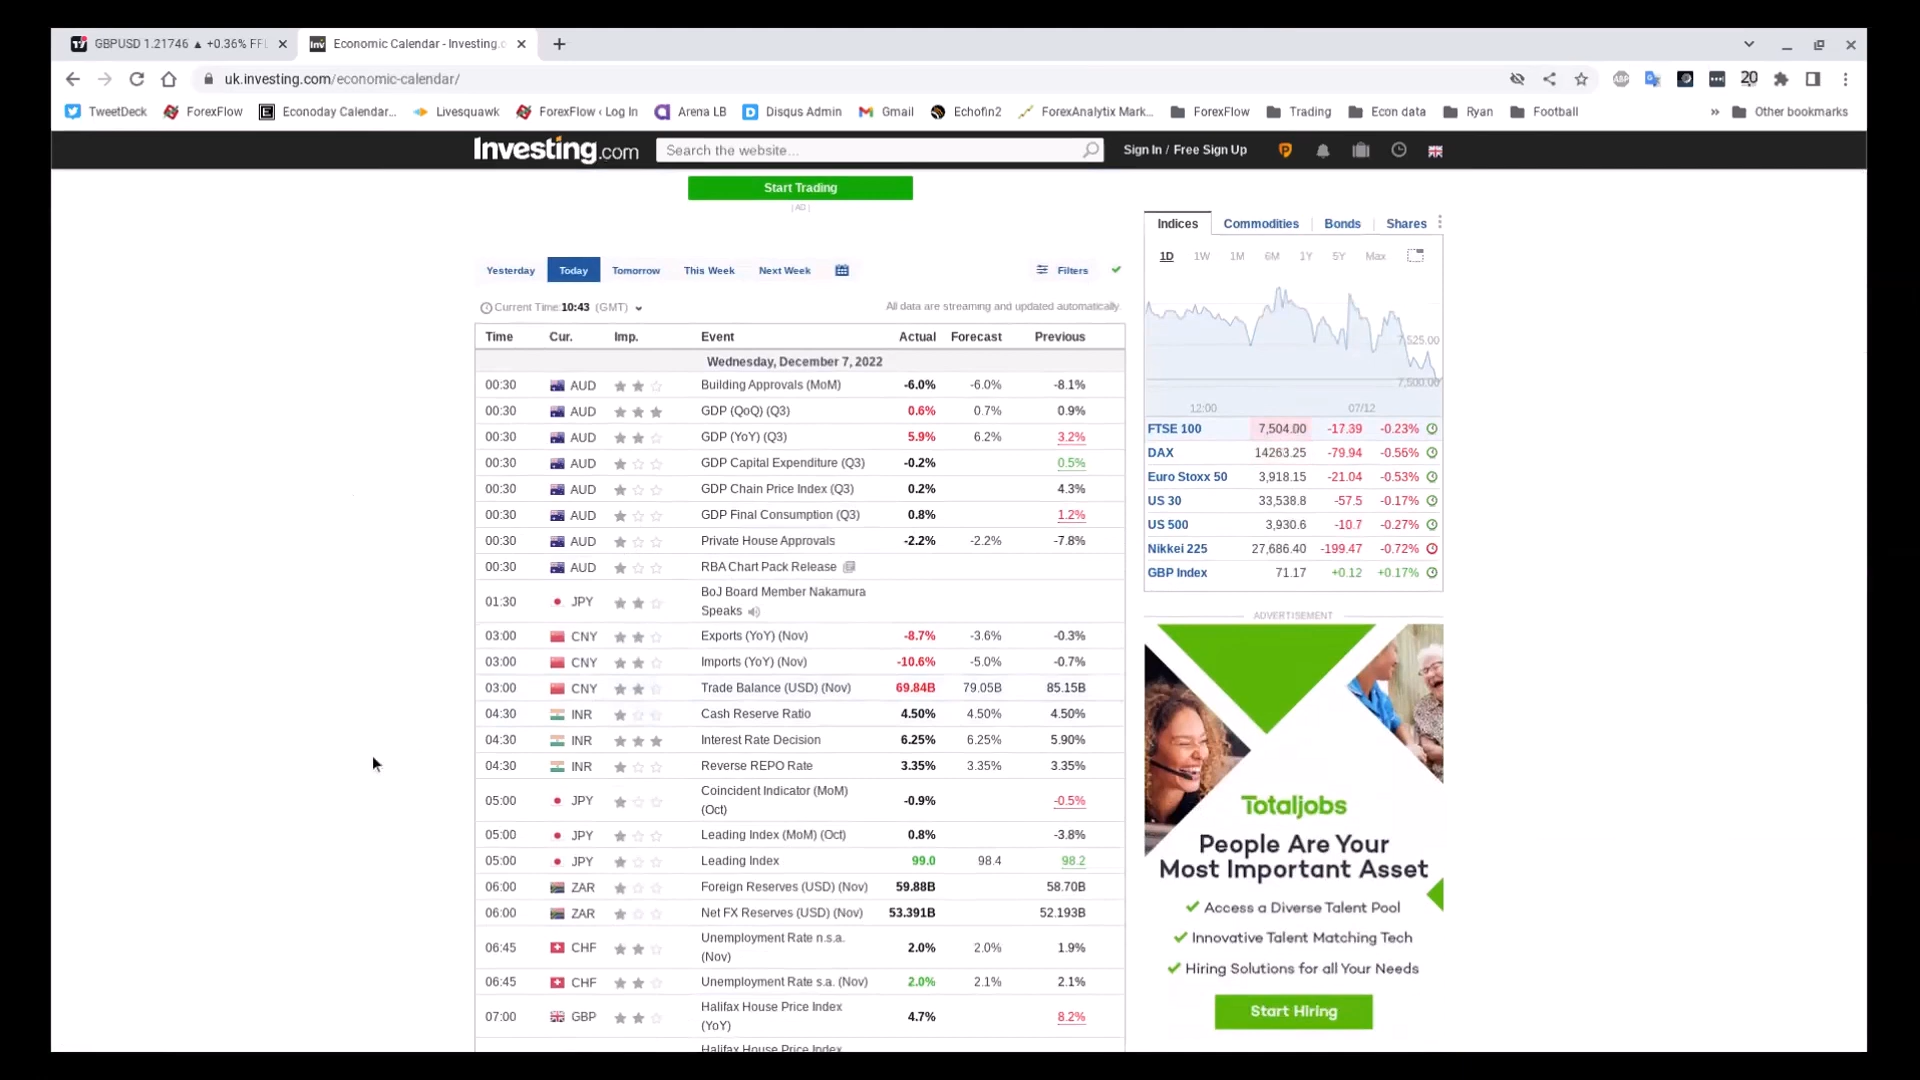 GBPUSD 1.21746 ▲ +0.36% FF
Economic Calendar - Investing.c
uk.investing.com/economic-calendar/
20
TweetDeck
ForexFlow
Econoday Calendar...
Livesquawk
ForexFlow ‹ Log In
Arena LB
Disqus Admin
Gmail
Echofin2
ForexAnalytix Mark...
ForexFlow
Trading
Econ data
Ryan
Football
»
Other bookmarks
Investing.com
Search the website...
Sign In / Free Sign Up
Start Trading
[ AD ]
Yesterday Today Tomorrow This Week Next Week Filters
Current Time:10:43 (GMT) All data are streaming and updated automatically.
Time Cur. Imp. Event Actual Forecast Previous
Wednesday, December 7, 2022
00:30 AUD Building Approvals (MoM) -6.0% -6.0% -8.1%
00:30 AUD GDP (QoQ) (Q3) 0.6% 0.7% 0.9%
00:30 AUD GDP (YoY) (Q3) 5.9% 6.2% 3.2%
00:30 AUD GDP Capital Expenditure (Q3) -0.2% 0.5%
00:30 AUD GDP Chain Price Index (Q3) 0.2% 4.3%
00:30 AUD GDP Final Consumption (Q3) 0.8% 1.2%
00:30 AUD Private House Approvals -2.2% -2.2% -7.8%
00:30 AUD RBA Chart Pack Release
01:30 JPY BoJ Board Member Nakamura
Speaks
03:00 CNY Exports (YoY) (Nov) -8.7% -3.6% -0.3%
03:00 CNY Imports (YoY) (Nov) -10.6% -5.0% -0.7%
03:00 CNY Trade Balance (USD) (Nov) 69.84B 79.05B 85.15B
04:30 INR Cash Reserve Ratio 4.50% 4.50% 4.50%
04:30 INR Interest Rate Decision 6.25% 6.25% 5.90%
04:30 INR Reverse REPO Rate 3.35% 3.35% 3.35%
05:00 JPY Coincident Indicator (MoM)
(Oct) -0.9% -0.5%
05:00 JPY Leading Index (MoM) (Oct) 0.8% -3.8%
05:00 JPY Leading Index 99.0 98.4 98.2
06:00 ZAR Foreign Reserves (USD) (Nov) 59.88B 58.70B
06:00 ZAR Net FX Reserves (USD) (Nov) 53.391B 52.193B
06:45 CHF Unemployment Rate n.s.a.
(Nov) 2.0% 2.0% 1.9%
06:45 CHF Unemployment Rate s.a. (Nov) 2.0% 2.1% 2.1%
07:00 GBP Halifax House Price Index
(YoY) 4.7% 8.2%
Halifax House Price Index
Indices Commodities Bonds Shares
1D 1W 1M 6M 1Y 5Y Max
7,525.00
7,500.00
12:00 07/12
FTSE 100 7,504.00 -17.39 -0.23%
DAX 14263.25 -79.94 -0.56%
Euro Stoxx 50 3,918.15 -21.04 -0.53%
US 30 33,538.8 -57.5 -0.17%
US 500 3,930.6 -10.7 -0.27%
Nikkei 225 27,686.40 -199.47 -0.72%
GBP Index 71.17 +0.12 +0.17%
ADVERTISEMENT
Totaljobs
People Are Your
Most Important Asset
Access a Diverse Talent Pool
Innovative Talent Matching Tech
Hiring Solutions for all Your Needs
Start Hiring